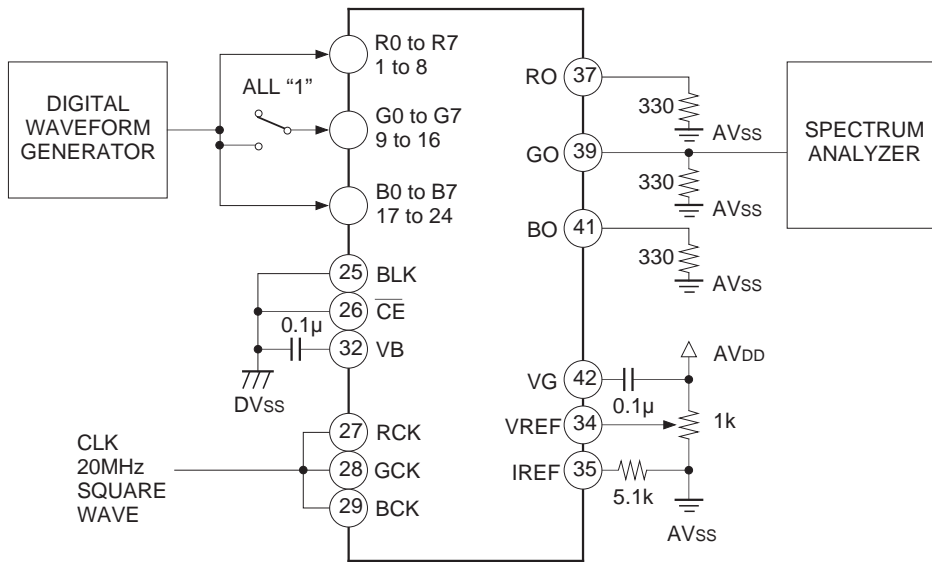 DIGITAL
WAVEFORM
GENERATOR
ALL “1”
R0 to R7
1 to 8
G0 to G7
9 to 16
B0 to B7
17 to 24
25 BLK
26 CE
0.1µ
32 VB
DVSS
CLK
20MHz
SQUARE
WAVE
27 RCK
28 GCK
29 BCK
RO 37
330
AVSS
GO 39
330
AVSS
BO 41
330
AVSS
SPECTRUM
ANALYZER
AVDD
VG 42
0.1µ
1k
VREF 34
IREF 35
5.1k
AVSS